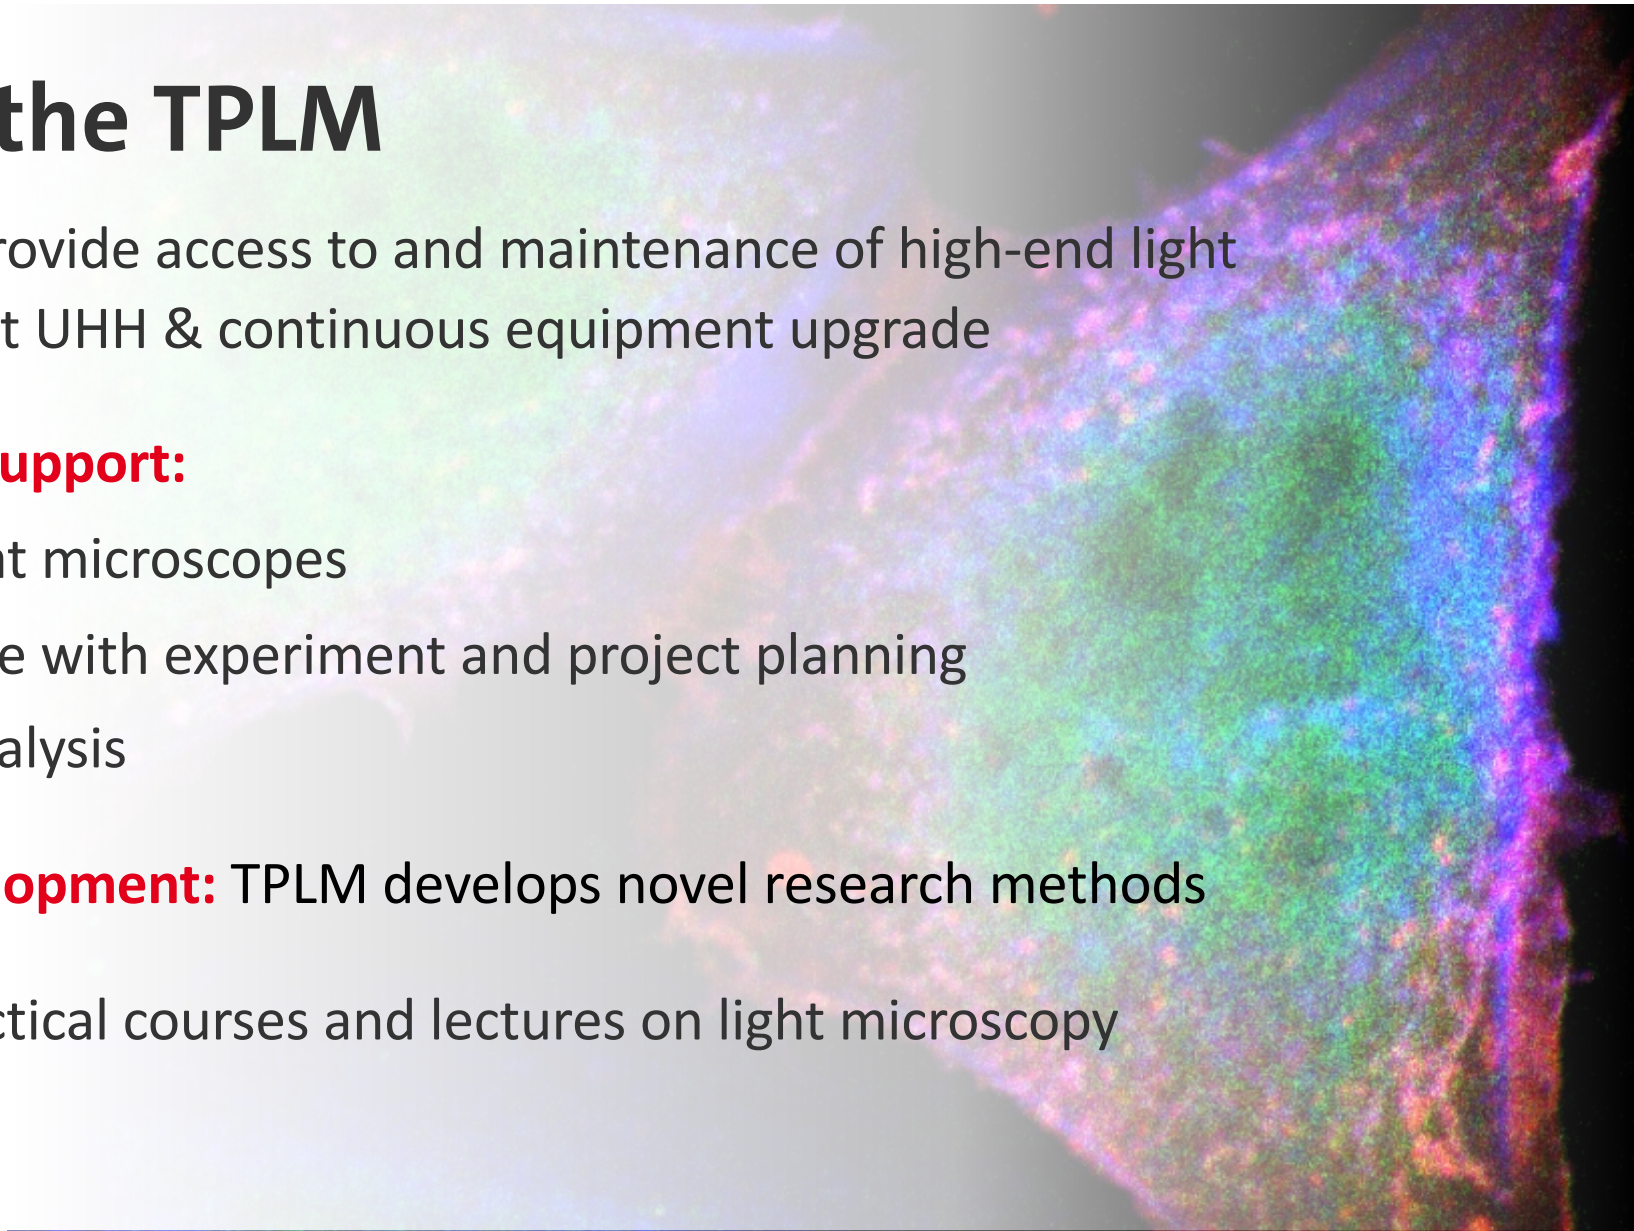 the TPLM
rovide access to and maintenance of high-end light
t UHH & continuous equipment upgrade
upport:
nt microscopes
e with experiment and project planning
alysis
opment: TPLM develops novel research methods
ctical courses and lectures on light microscopy